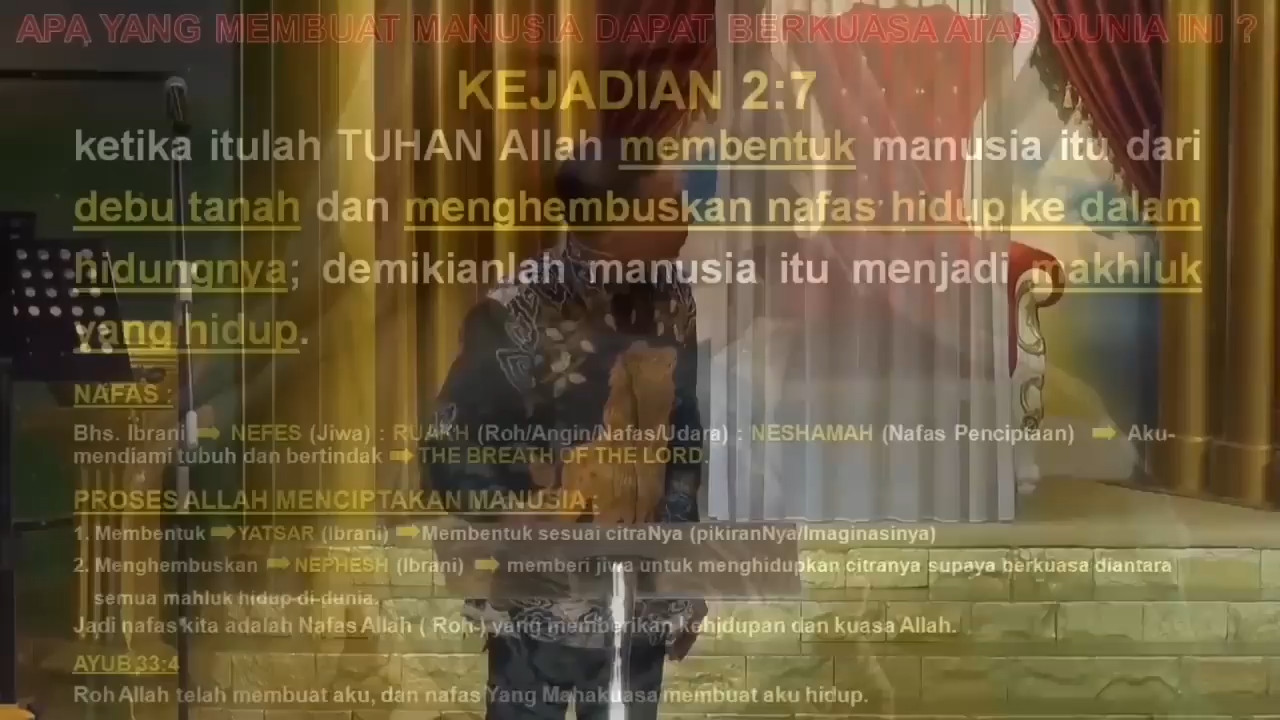 APA YANG MEMBUAT MANUSIA DAPAT BERKUASA ATAS DUNIA INI ?
KEJADIAN 2:7
ketika itulah TUHAN Allah membentuk manusia itu dari
debu tanah dan menghembuskan nafas hidup ke dalam
hidungnya; demikianlah manusia itu menjadi makhluk
yang hidup.
NAFAS :
Bhs. Ibrani ➡ NEFES (Jiwa) : RUAKH (Roh/Angin/Nafas/Udara) : NESHAMAH (Nafas Penciptaan) ➡ Aku-
mendiami tubuh dan bertindak ➡ THE BREATH OF THE LORD.
PROSES ALLAH MENCIPTAKAN MANUSIA :
1. Membentuk ➡YATSAR (Ibrani) ➡Membentuk sesuai citraNya (pikiranNya/Imaginasinya)
2. Menghembuskan ➡ NEPHESH (Ibrani) ➡ memberi jiwa untuk menghidupkan citranya supaya berkuasa diantara
semua mahluk hidup di dunia.
Jadi nafas kita adalah Nafas Allah ( Roh ) yang memberikan kehidupan dan kuasa Allah.
AYUB 33:4
Roh Allah telah membuat aku, dan nafas Yang Mahakuasa membuat aku hidup.